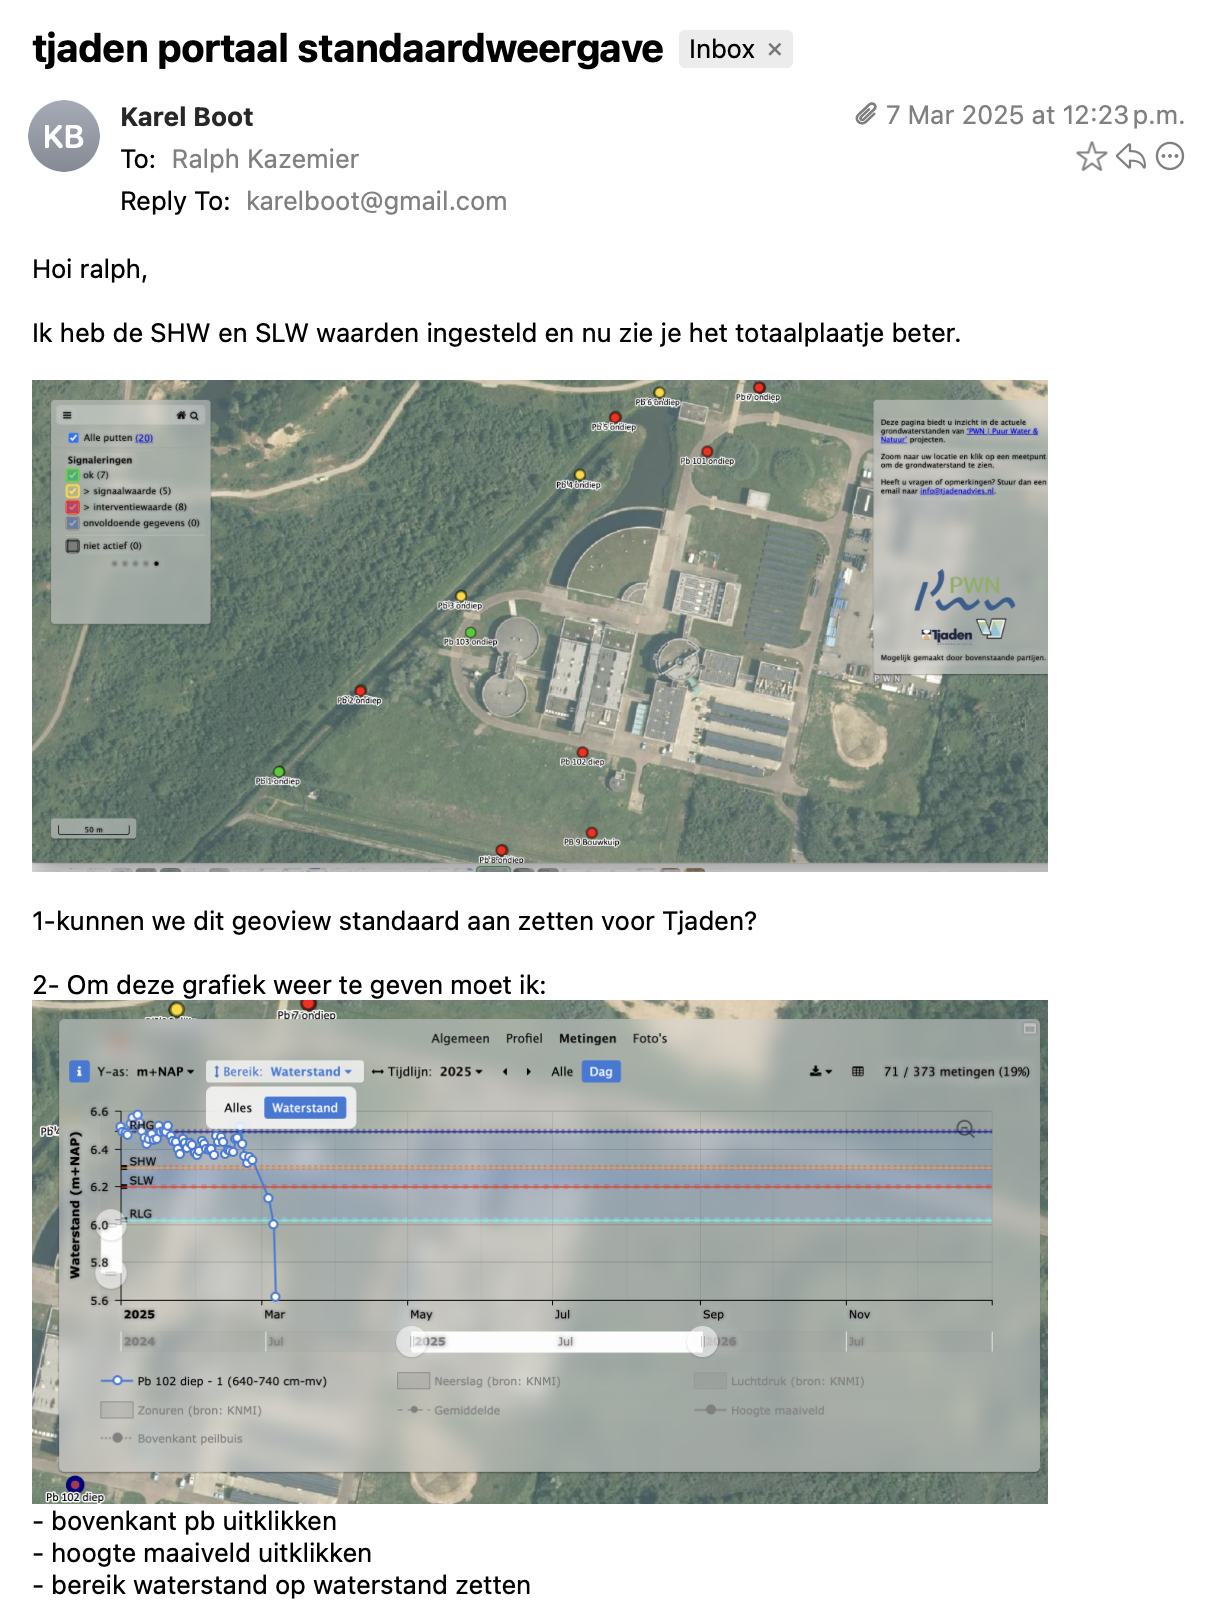 tjaden portaal standaardweergave Inbox ×
KB
Karel Boot
7 Mar 2025 at 12:23 p.m.
To: Ralph Kazemier
Reply To: karelboot@gmail.com
Hoi ralph,
Ik heb de SHW en SLW waarden ingesteld en nu zie je het totaalplaatje beter.
Alle putten (20)
Signaleringen
ok (7)
> signaalwaarde (5)
> interventiewaarde (8)
onvoldoende gegevens (0)
niet actief (0)
50 m
Pb 6 ondiep
Pb 7 ondiep
Pb 5 ondiep
Pb 101 ondiep
Pb 4 ondiep
Pb 3 ondiep
Pb 103 ondiep
Pb 2 ondiep
Pb 102 diep
Pb 1 ondiep
PB 9 Bouwkuip
Pb 8 ondiep
Deze pagina biedt u inzicht in de actuele
grondwaterstanden van 'PWN | Puur Water &
Natuur' projecten.
Zoom naar uw locatie en klik op een meetpunt
om de grondwaterstand te zien.
Heeft u vragen of opmerkingen? Stuur dan een
email naar info@tjadenadvies.nl.
PWN
Tjaden
Mogelijk gemaakt door bovenstaande partijen.
PWN
1-kunnen we dit geoview standaard aan zetten voor Tjaden?
2- Om deze grafiek weer te geven moet ik:
Pb 7 ondiep
Algemeen Profiel Metingen Foto's
i Y-as: m+NAP Bereik: Waterstand Tijdlijn: 2025 Alle Dag 71 / 373 metingen (19%)
Alles Waterstand
Waterstand (m+NAP)
6.6
RHG
6.4
SHW
6.2
SLW
RLG
6.0
5.8
5.6
2025 Mar May Jul Sep Nov
2024 Jul 2025 Jul 2026 Jul
Pb 102 diep - 1 (640-740 cm-mv) Neerslag (bron: KNMI) Luchtdruk (bron: KNMI)
Zonuren (bron: KNMI) Gemiddelde Hoogte maaiveld
Bovenkant peilbuis
Pb 102 diep
- bovenkant pb uitklikken
- hoogte maaiveld uitklikken
- bereik waterstand op waterstand zetten